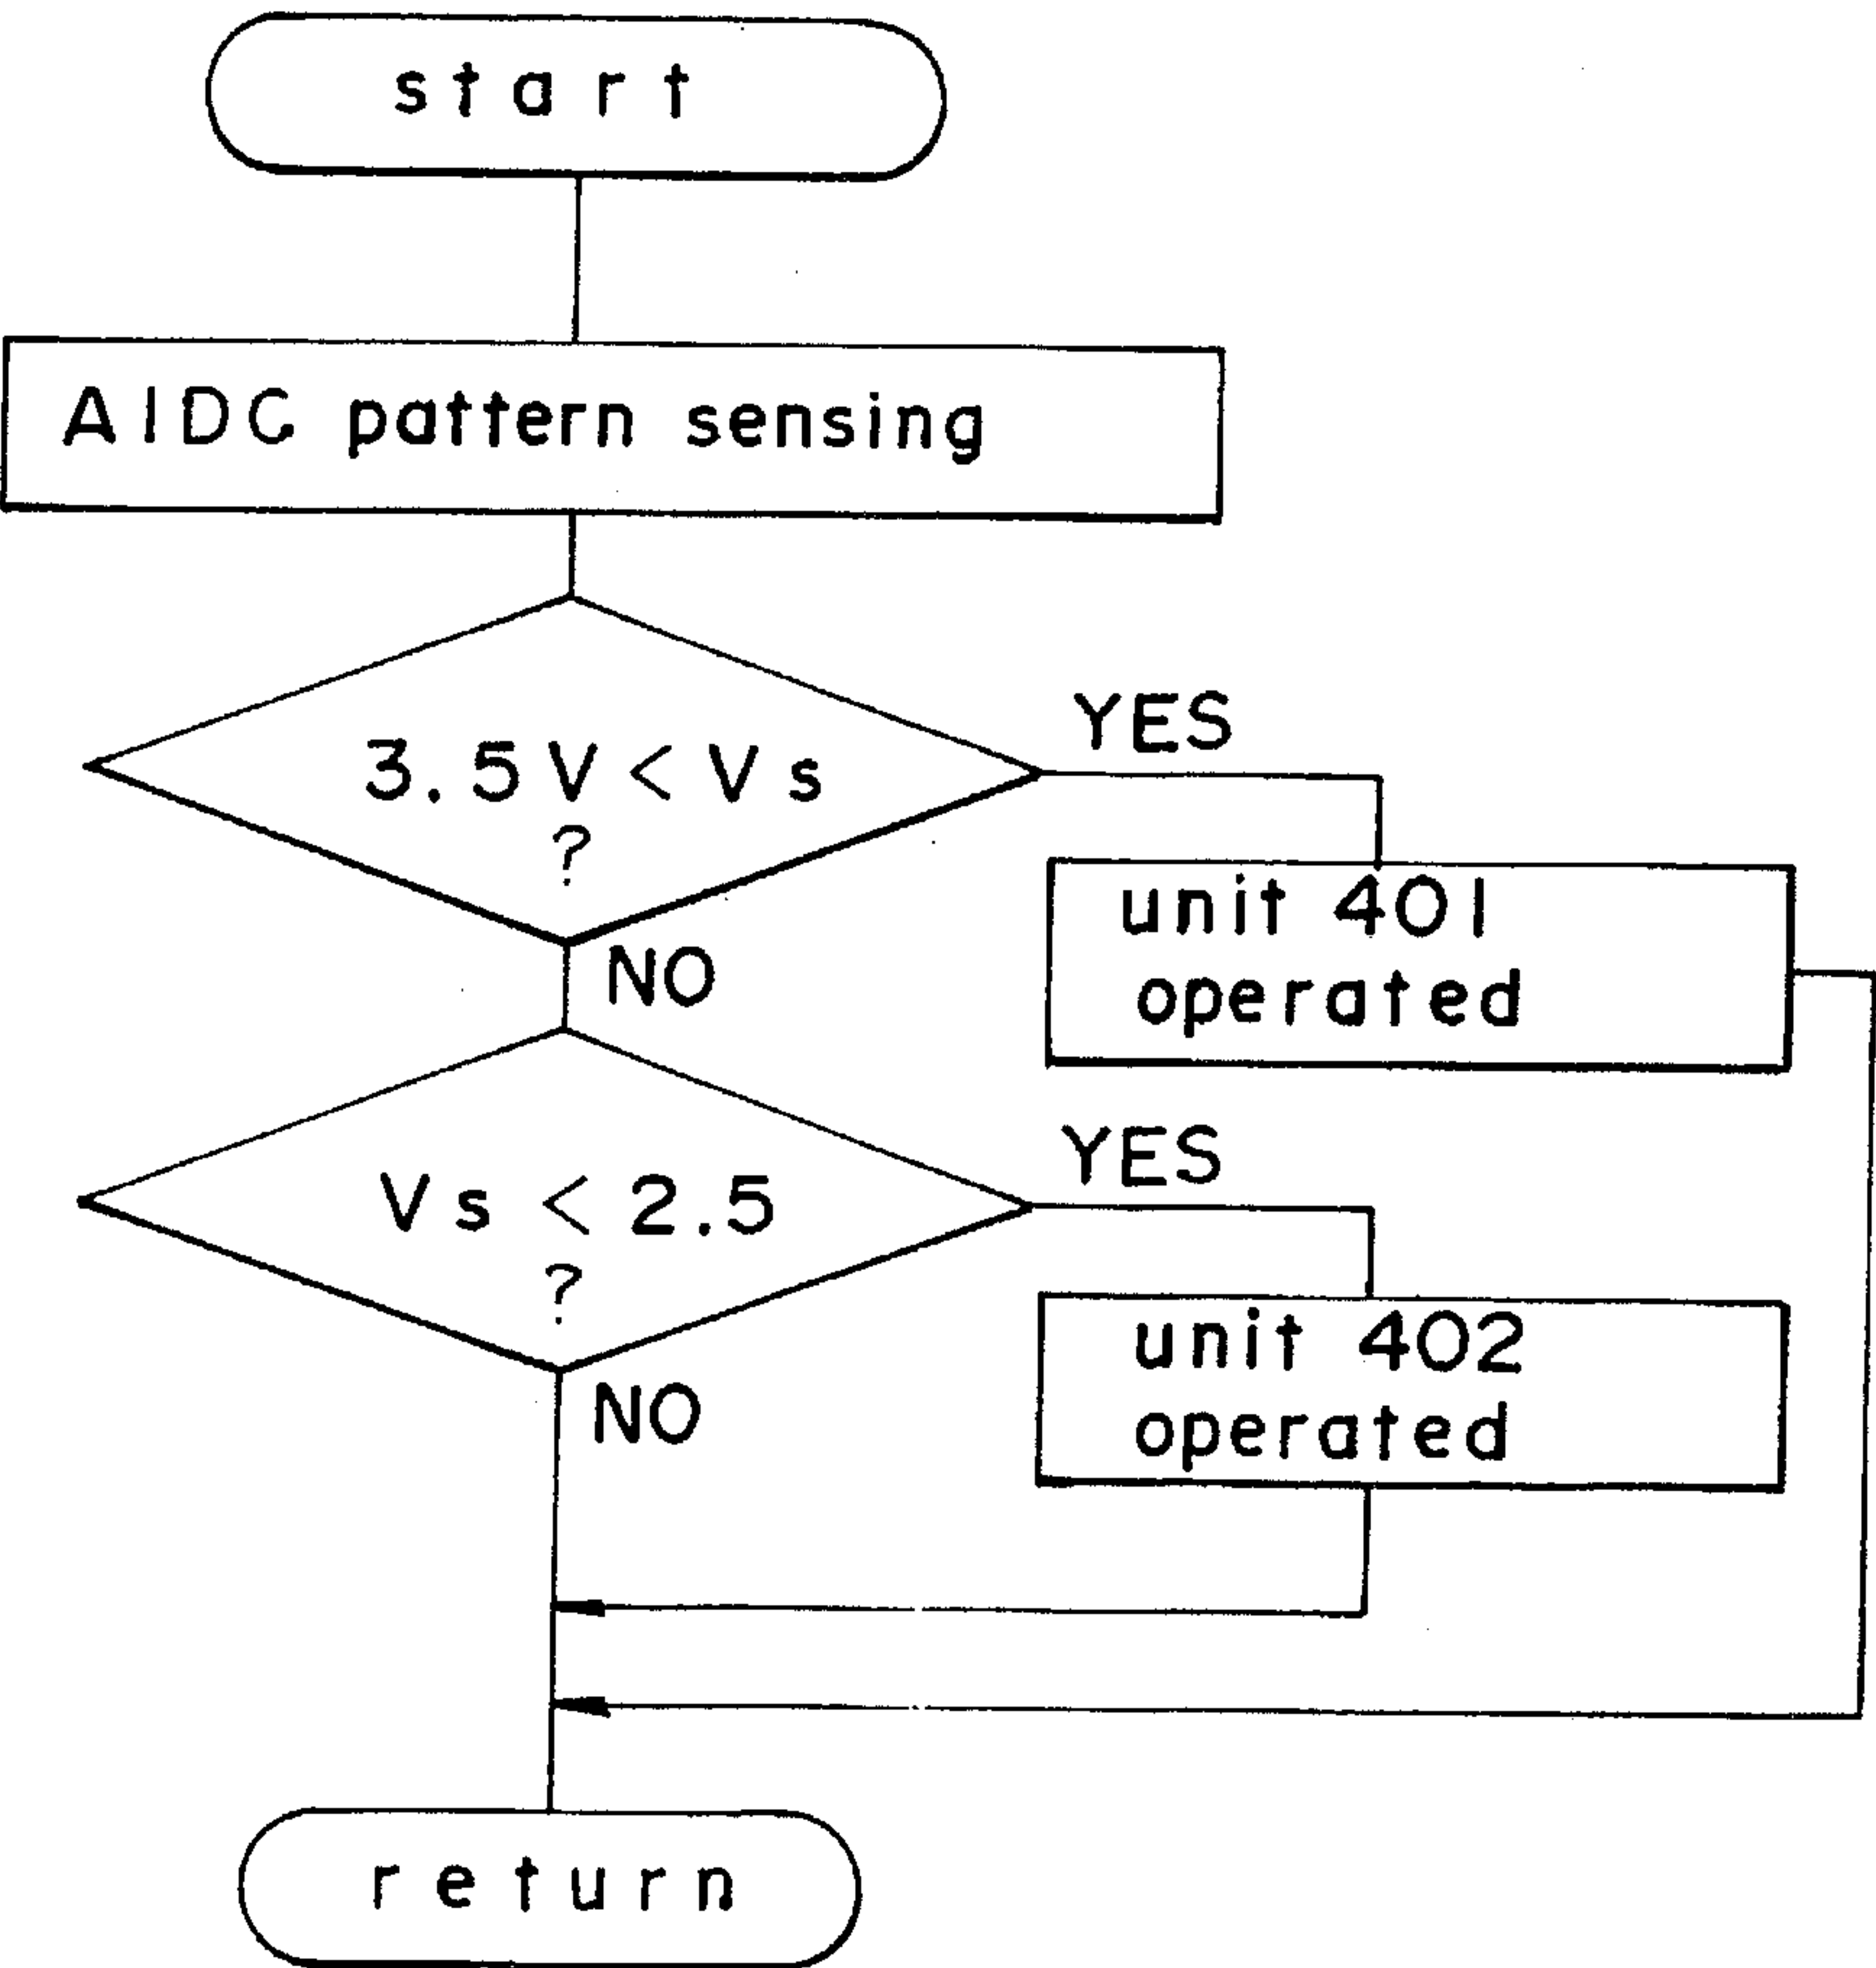 start
AIDC pattern sensing
3.5V < Vs
?
YES
unit 401
operated
NO
Vs < 2.5
?
YES
unit 402
operated
NO
return